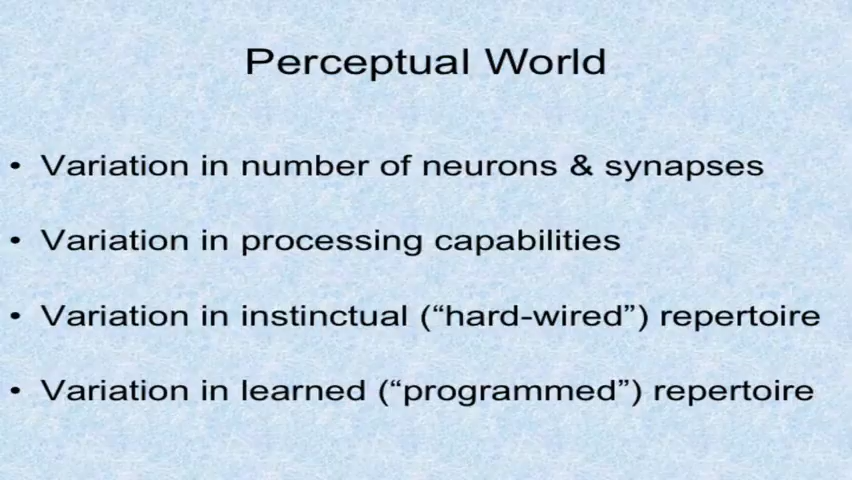 Perceptual World
• Variation in number of neurons & synapses
• Variation in processing capabilities
• Variation in instinctual (“hard-wired”) repertoire
• Variation in learned (“programmed”) repertoire